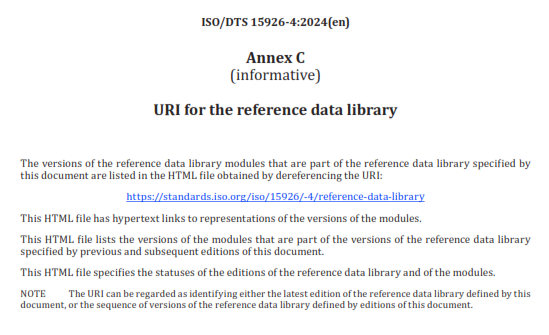 ISO/DTS 15926-4:2024(en)
Annex C
(informative)
URI for the reference data library
The versions of the reference data library modules that are part of the reference data library specified by
this document are listed in the HTML file obtained by dereferencing the URI:
https://standards.iso.org/iso/15926/-4/reference-data-library
This HTML file has hypertext links to representations of the versions of the modules.
This HTML file lists the versions of the modules that are part of the versions of the reference data library
specified by previous and subsequent editions of this document.
This HTML file specifies the statuses of the editions of the reference data library and of the modules.
NOTE The URI can be regarded as identifying either the latest edition of the reference data library defined by this
document, or the sequence of versions of the reference data library defined by editions of this document.